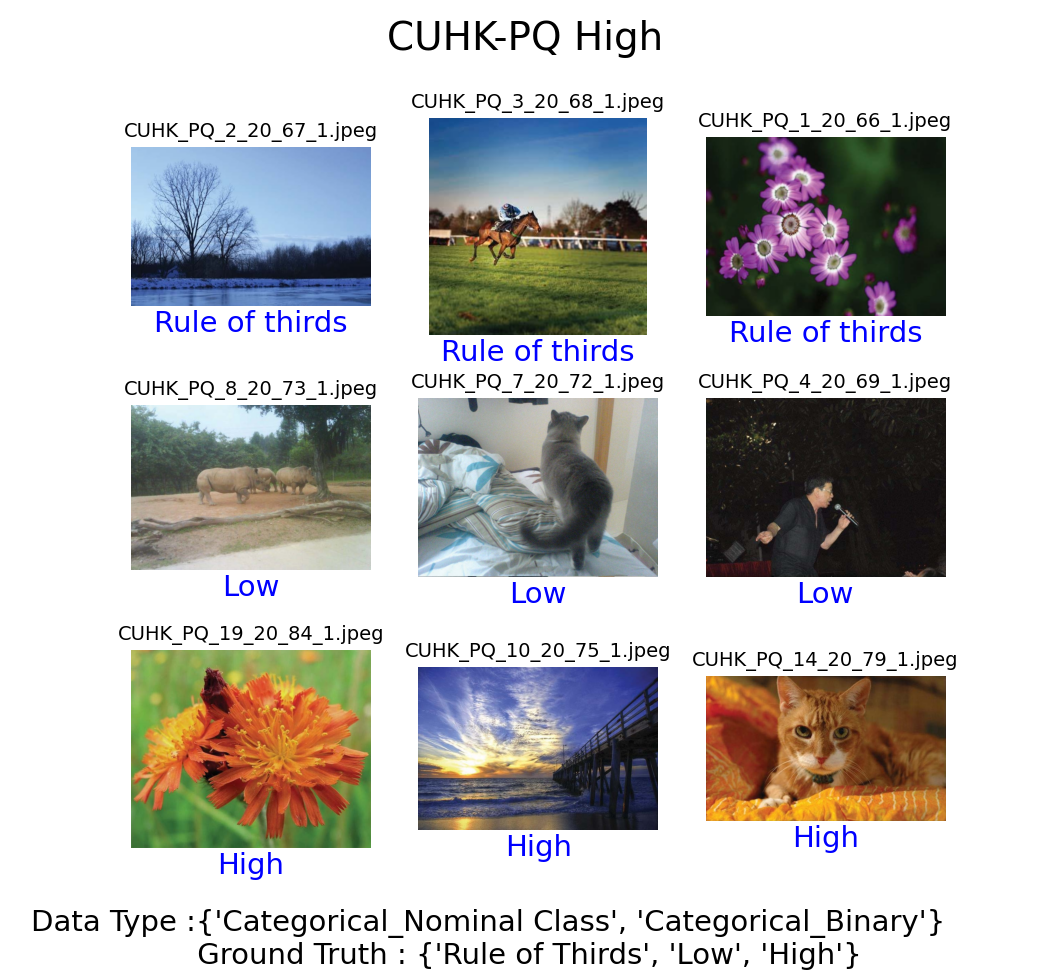 CUHK-PQ High
CUHK_PQ_2_20_67_1.jpeg
CUHK_PQ_3_20_68_1.jpeg
CUHK_PQ_1_20_66_1.jpeg
Rule of thirds
Rule of thirds
Rule of thirds
CUHK_PQ_8_20_73_1.jpeg
CUHK_PQ_7_20_72_1.jpeg
CUHK_PQ_4_20_69_1.jpeg
Low
Low
Low
CUHK_PQ_19_20_84_1.jpeg
CUHK_PQ_10_20_75_1.jpeg
CUHK_PQ_14_20_79_1.jpeg
High
High
High
Data Type :{'Categorical_Nominal Class', 'Categorical_Binary'}
Ground Truth : {'Rule of Thirds', 'Low', 'High'}